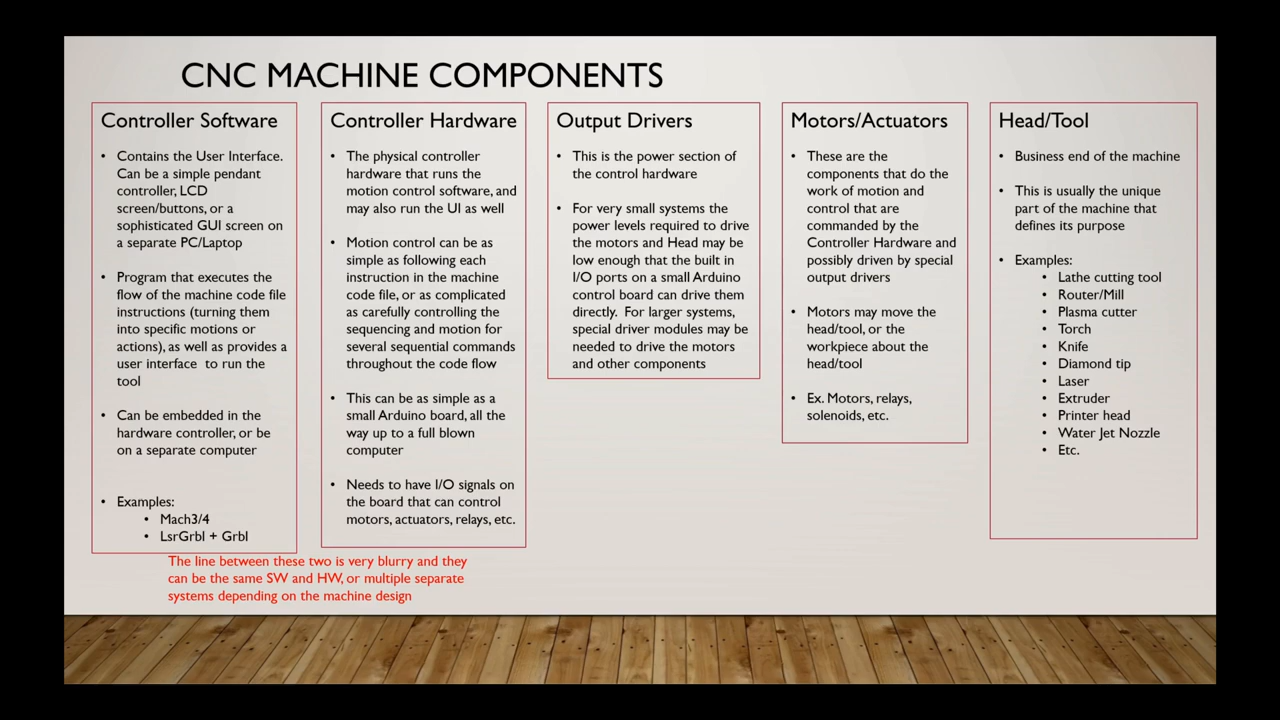 CNC MACHINE COMPONENTS
Controller Software
• Contains the User Interface.
Can be a simple pendant
controller, LCD
screen/buttons, or a
sophisticated GUI screen on
a separate PC/Laptop
• Program that executes the
flow of the machine code file
instructions (turning them
into specific motions or
actions), as well as provides a
user interface to run the
tool
• Can be embedded in the
hardware controller, or be
on a separate computer
• Examples:
• Mach3/4
• LsrGrbl + Grbl
Controller Hardware
• The physical controller
hardware that runs the
motion control software, and
may also run the UI as well
• Motion control can be as
simple as following each
instruction in the machine
code file, or as complicated
as carefully controlling the
sequencing and motion for
several sequential commands
throughout the code flow
• This can be as simple as a
small Arduino board, all the
way up to a full blown
computer
• Needs to have I/O signals on
the board that can control
motors, actuators, relays, etc.
The line between these two is very blurry and they
can be the same SW and HW, or multiple separate
systems depending on the machine design
Output Drivers
• This is the power section of
the control hardware
• For very small systems the
power levels required to drive
the motors and Head may be
low enough that the built in
I/O ports on a small Arduino
control board can drive them
directly. For larger systems,
special driver modules may be
needed to drive the motors
and other components
Motors/Actuators
• These are the
components that do the
work of motion and
control that are
commanded by the
Controller Hardware and
possibly driven by special
output drivers
• Motors may move the
head/tool, or the
workpiece about the
head/tool
• Ex. Motors, relays,
solenoids, etc.
Head/Tool
• Business end of the machine
• This is usually the unique
part of the machine that
defines its purpose
• Examples:
• Lathe cutting tool
• Router/Mill
• Plasma cutter
• Torch
• Knife
• Diamond tip
• Laser
• Extruder
• Printer head
• Water Jet Nozzle
• Etc.